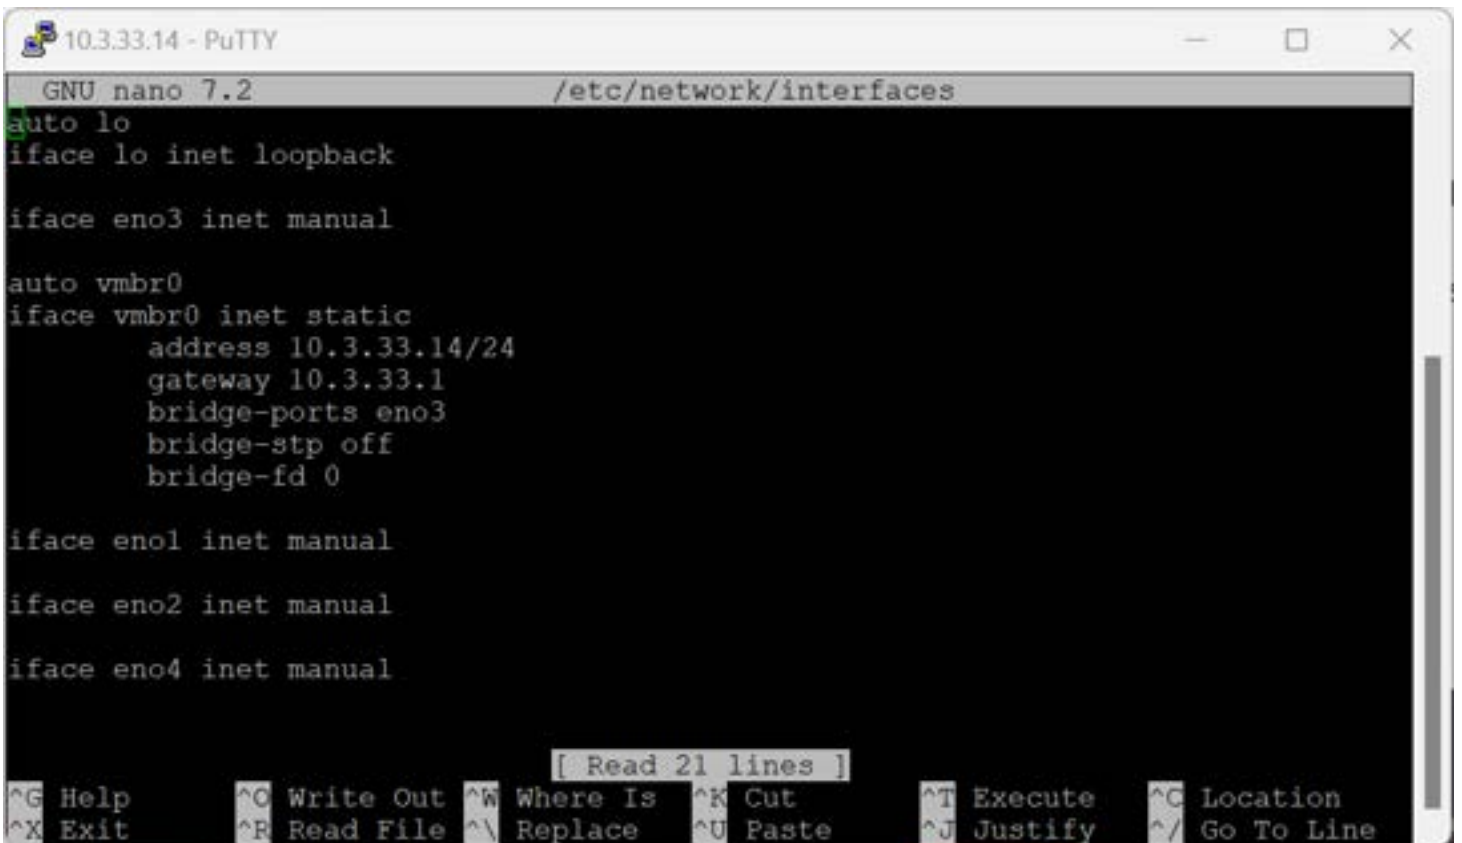 10.3.33.14 - PuTTY
GNU nano 7.2 /etc/network/interfaces
auto lo
iface lo inet loopback
iface eno3 inet manual
auto vmbr0
iface vmbr0 inet static
address 10.3.33.14/24
gateway 10.3.33.1
bridge-ports eno3
bridge-stp off
bridge-fd 0
iface eno1 inet manual
iface eno2 inet manual
iface eno4 inet manual
[ Read 21 lines ]
^G Help ^O Write Out ^W Where Is ^K Cut ^T Execute ^C Location
^X Exit ^R Read File ^\ Replace ^U Paste ^J Justify ^/ Go To Line